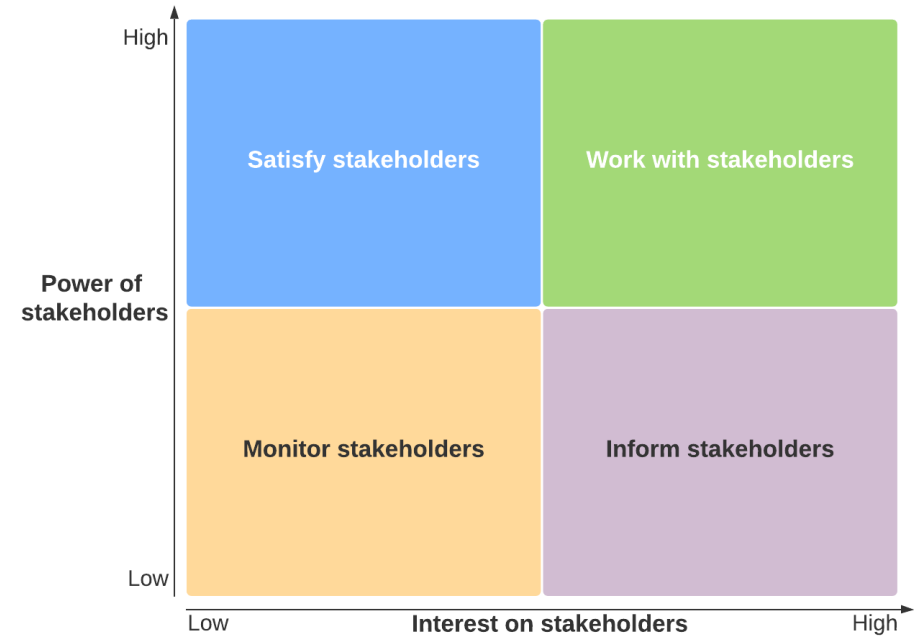 High
Satisfy stakeholders
Work with stakeholders
Power of
stakeholders
Monitor stakeholders
Inform stakeholders
Low
Low
Interest on stakeholders
High